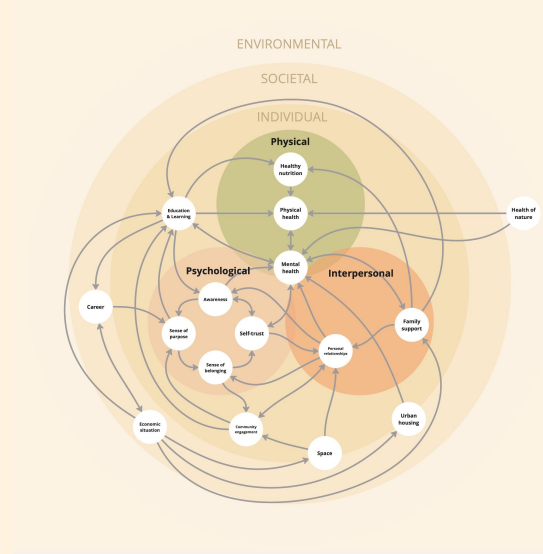 ENVIRONMENTAL
SOCIETAL
INDIVIDUAL
Physical
Healthy
nutrition
Education
& Learning
Physical
health
Health of
nature
Mental
health
Psychological
Interpersonal
Awareness
Career
Family
support
Sense of
purpose
Self-trust
Personal
relationships
Sense of
belonging
Urban
housing
Economic
situation
Community
engagement
Space